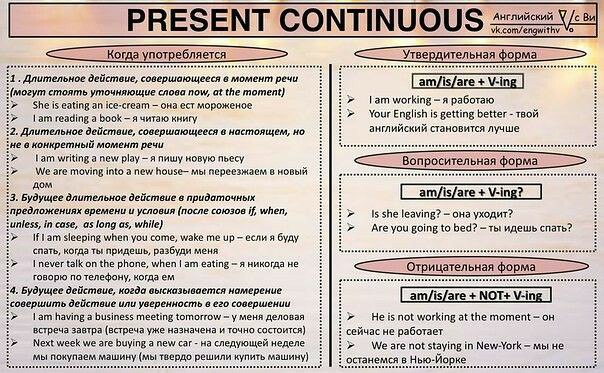 PRESENT CONTINUOUS
Английский с Ви
vk.com/engwithv
Когда употребляется
1 . Длительное действие, совершающееся в момент речи
(могут стоять уточняющие слова now, at the moment)
➢ She is eating an ice-cream – она ест мороженое
➢ I am reading a book – я читаю книгу
2. Длительное действие, совершающееся в настоящем, но
не в конкретный момент речи
➢ I am writing a new play – я пишу новую пьесу
➢ We are moving into a new house– мы переезжаем в новый
дом
3. Будущее длительное действие в придаточных
предложениях времени и условия (после союзов if, when,
unless, in case, as long as, while)
➢ If I am sleeping when you come, wake me up – если я буду
спать, когда ты придешь, разбуди меня
➢ I never talk on the phone, when I am eating – я никогда не
говорю по телефону, когда ем
4. Будущее действие, когда высказывается намерение
совершить действие или уверенность в его совершении
➢ I am having a business meeting tomorrow – у меня деловая
встреча завтра (встреча уже назначена и точно состоится)
➢ Next week we are buying a new car - на следующей неделе
мы покупаем машину (мы твердо решили купить машину)
Утвердительная форма
am/is/are + V-ing
➢ I am working – я работаю
➢ Your English is getting better - твой
английский становится лучше
Вопросительная форма
am/is/are + V-ing?
➢ Is she leaving? – она уходит?
➢ Are you going to bed? – ты идешь спать?
Отрицательная форма
am/is/are + NOT+ V-ing
➢ He is not working at the moment – он
сейчас не работает
➢ We are not staying in New-York – мы не
останемся в Нью-Йорке